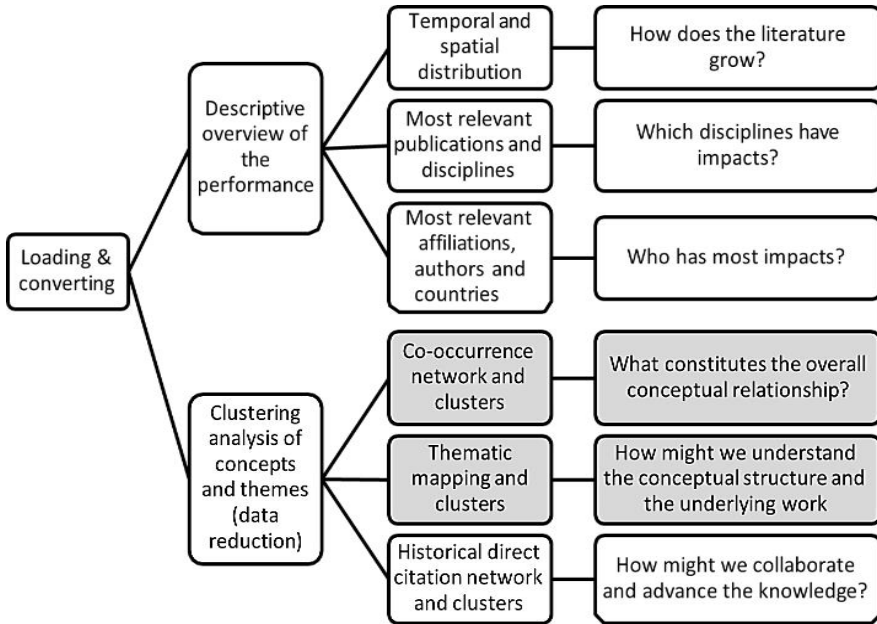 Loading &
converting
Descriptive
overview of
the
performance
Temporal and
spatial
distribution
How does the literature
grow?
Most relevant
publications and
disciplines
Which disciplines have
impacts?
Most relevant
affiliations,
authors and
countries
Who has most impacts?
Clustering
analysis of
concepts
and themes
(data
reduction)
Co-occurrence
network and
clusters
What constitutes the overall
conceptual relationship?
Thematic
mapping and
clusters
How might we understand
the conceptual structure and
the underlying work
Historical direct
citation network
and clusters
How might we collaborate
and advance the knowledge?